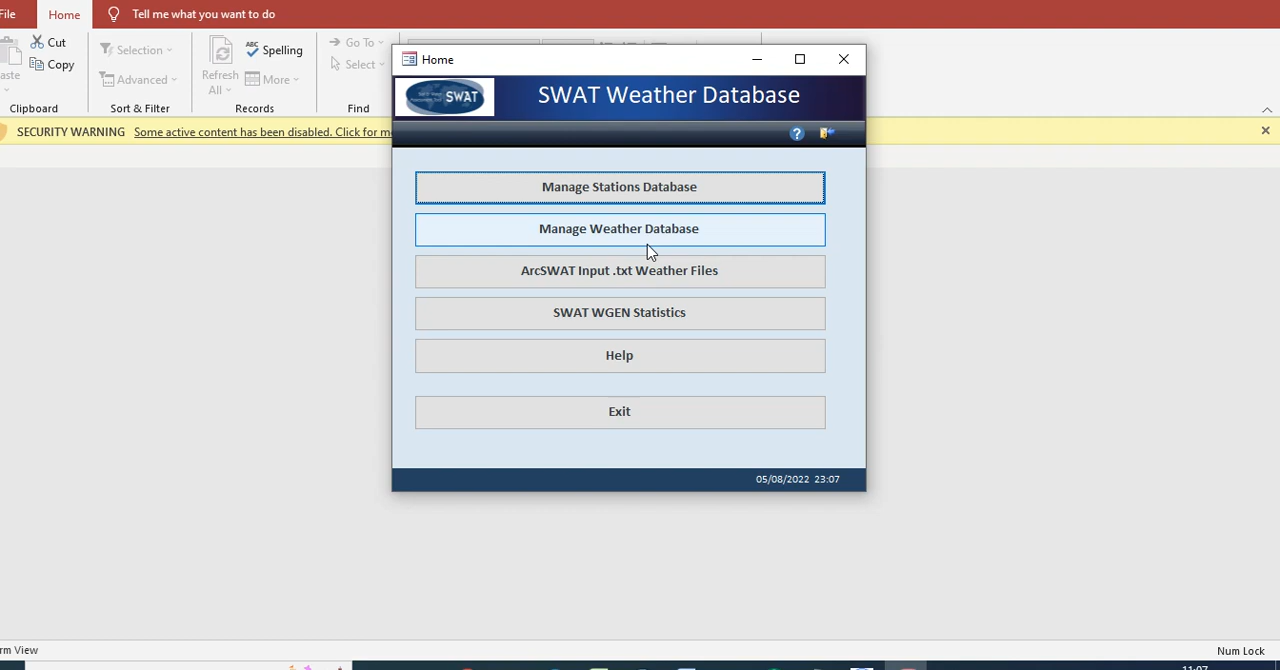 File Home Tell me what you want to do
Cut
Copy
aste
Clipboard
Selection
Advanced
Sort & Filter
Refresh
All
Spelling
More
Records
Go To
Select
Find
SECURITY WARNING Some active content has been disabled. Click for m
Home
SWAT
SWAT Weather Database
Manage Stations Database
Manage Weather Database
ArcSWAT Input .txt Weather Files
SWAT WGEN Statistics
Help
Exit
05/08/2022 23:07
rm View
Num Lock
11:07